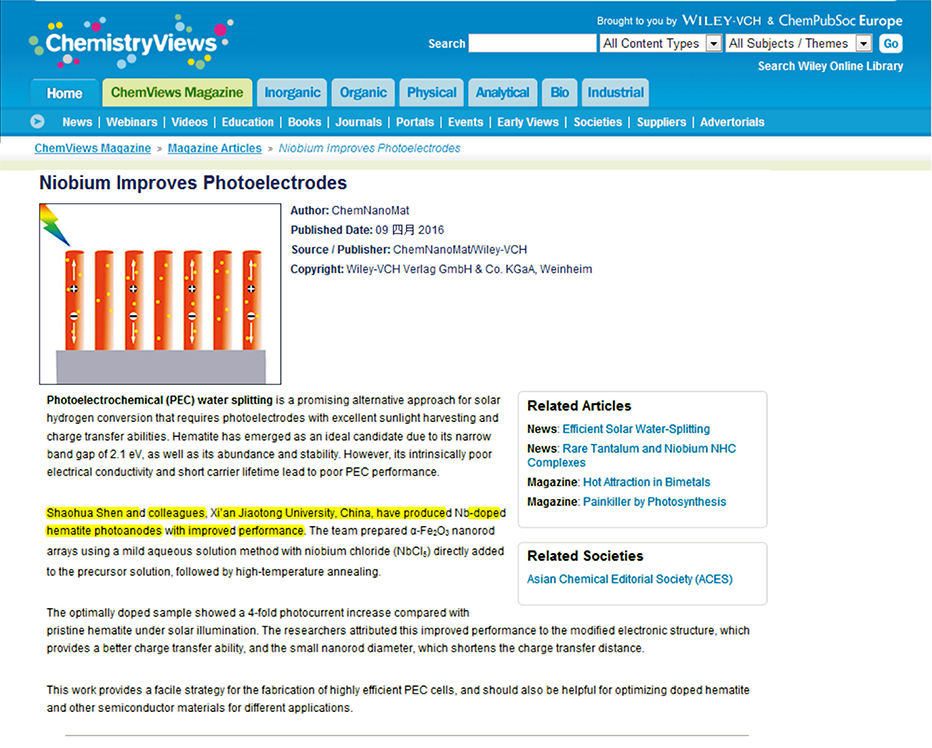 Brought to you by WILEY-VCH & ChemPubSoc Europe
ChemistryViews
Search All Content Types All Subjects / Themes Go
Search Wiley Online Library
Home ChemViews Magazine Inorganic Organic Physical Analytical Bio Industrial
News | Webinars | Videos | Education | Books | Journals | Portals | Events | Early Views | Societies | Suppliers | Advertorials
ChemViews Magazine » Magazine Articles » Niobium Improves Photoelectrodes
Niobium Improves Photoelectrodes
Author: ChemNanoMat
Published Date: 09 四月 2016
Source / Publisher: ChemNanoMat/Wiley-VCH
Copyright: Wiley-VCH Verlag GmbH & Co. KGaA, Weinheim
Photoelectrochemical (PEC) water splitting is a promising alternative approach for solar
hydrogen conversion that requires photoelectrodes with excellent sunlight harvesting and
charge transfer abilities. Hematite has emerged as an ideal candidate due to its narrow
band gap of 2.1 eV, as well as its abundance and stability. However, its intrinsically poor
electrical conductivity and short carrier lifetime lead to poor PEC performance.
Shaohua Shen and colleagues, Xi'an Jiaotong University, China, have produced Nb-doped
hematite photoanodes with improved performance. The team prepared α-Fe₂O₃ nanorod
arrays using a mild aqueous solution method with niobium chloride (NbCl₅) directly added
to the precursor solution, followed by high-temperature annealing.
The optimally doped sample showed a 4-fold photocurrent increase compared with
pristine hematite under solar illumination. The researchers attributed this improved performance to the modified electronic structure, which
provides a better charge transfer ability, and the small nanorod diameter, which shortens the charge transfer distance.
This work provides a facile strategy for the fabrication of highly efficient PEC cells, and should also be helpful for optimizing doped hematite
and other semiconductor materials for different applications.
Related Articles
News: Efficient Solar Water-Splitting
News: Rare Tantalum and Niobium NHC
Complexes
Magazine: Hot Attraction in Bimetals
Magazine: Painkiller by Photosynthesis
Related Societies
Asian Chemical Editorial Society (ACES)